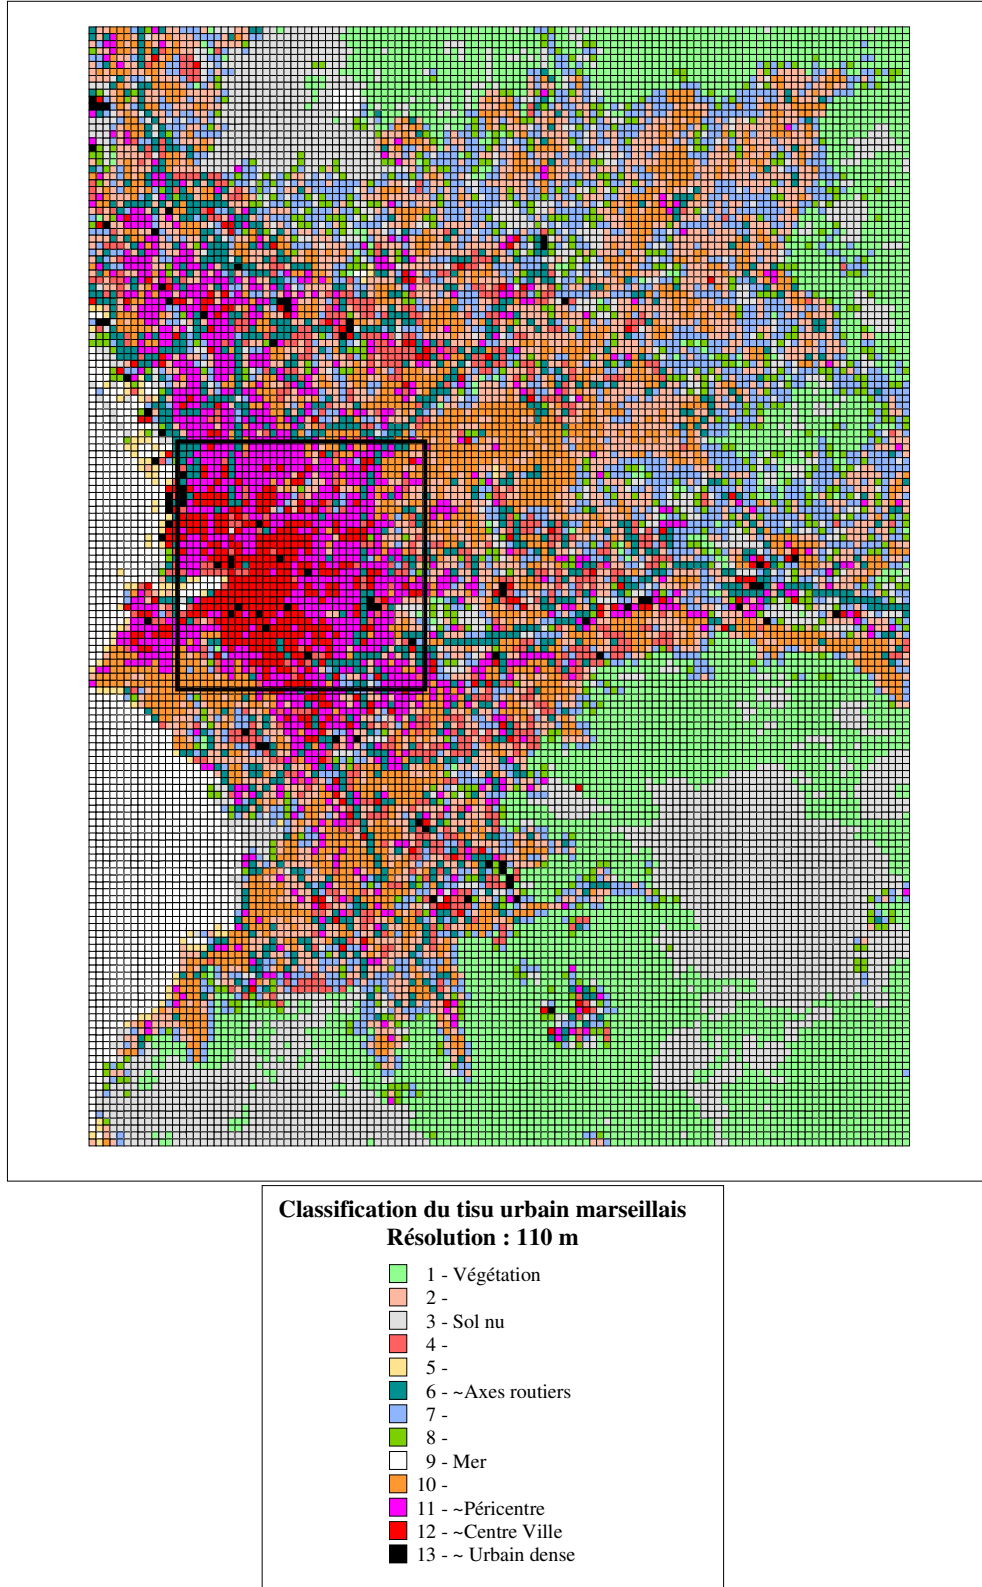 Classification du tisu urbain marseillais
Résolution : 110 m
1 - Végétation
2 -
3 - Sol nu
4 -
5 -
6 - ~Axes routiers
7 -
8 -
9 - Mer
10 -
11 - ~Péricentre
12 - ~Centre Ville
13 - ~ Urbain dense